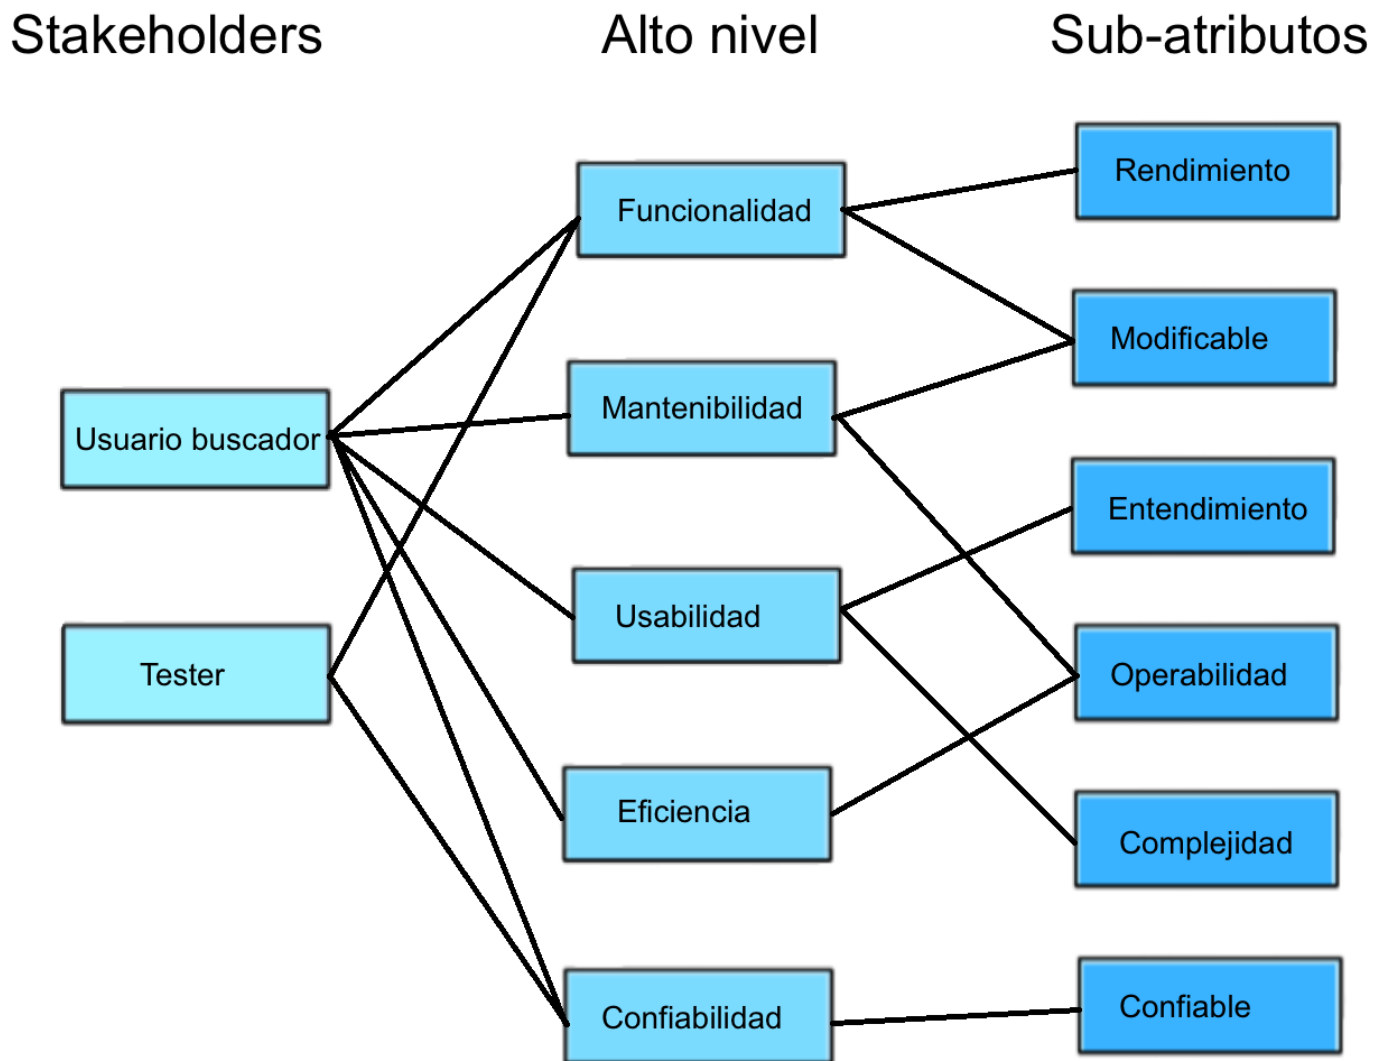 Stakeholders
Alto nivel
Sub-atributos
Usuario buscador
Tester
Funcionalidad
Mantenibilidad
Usabilidad
Eficiencia
Confiabilidad
Rendimiento
Modificable
Entendimiento
Operabilidad
Complejidad
Confiable